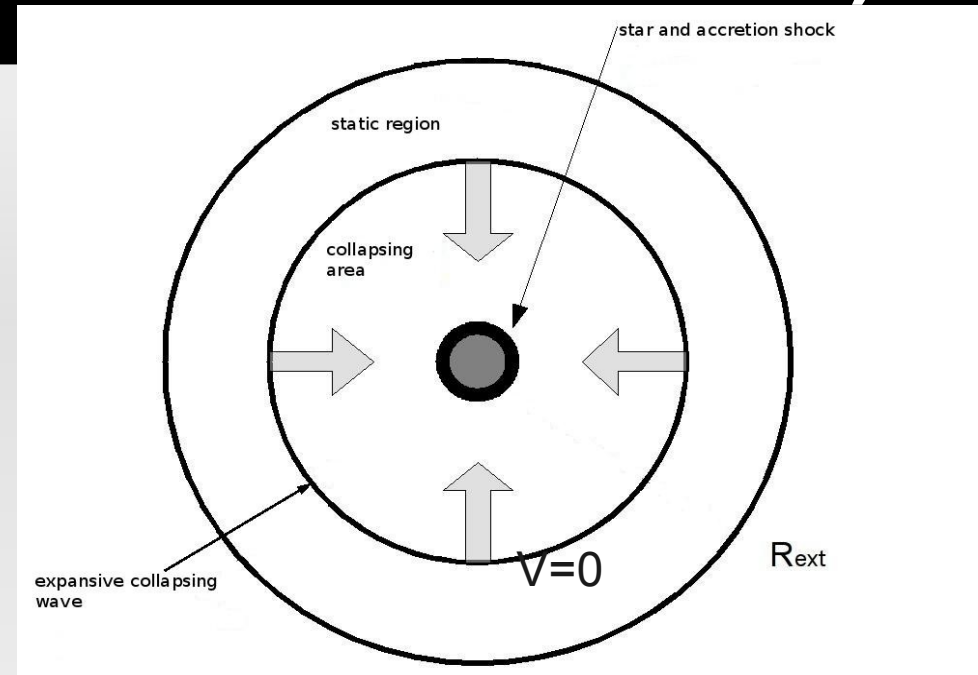 star and accretion shock
static region
collapsing
area
V=0
Rext
expansive collapsing
wave